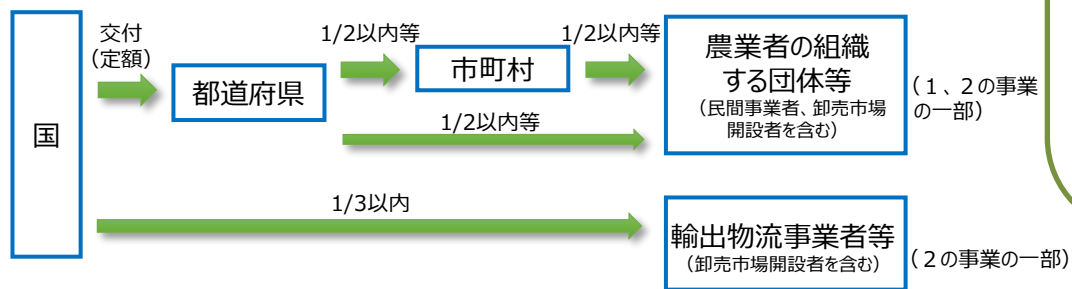 国
交付
（定額）
都道府県
1/2以内等
市町村
1/2以内等
1/2以内等
農業者の組織
する団体等
（民間事業者、卸売市場
開設者を含む）
（１、２の事業
の一部）
1/3以内
輸出物流事業者等
（卸売市場開設者を含む）
（２の事業の一部）